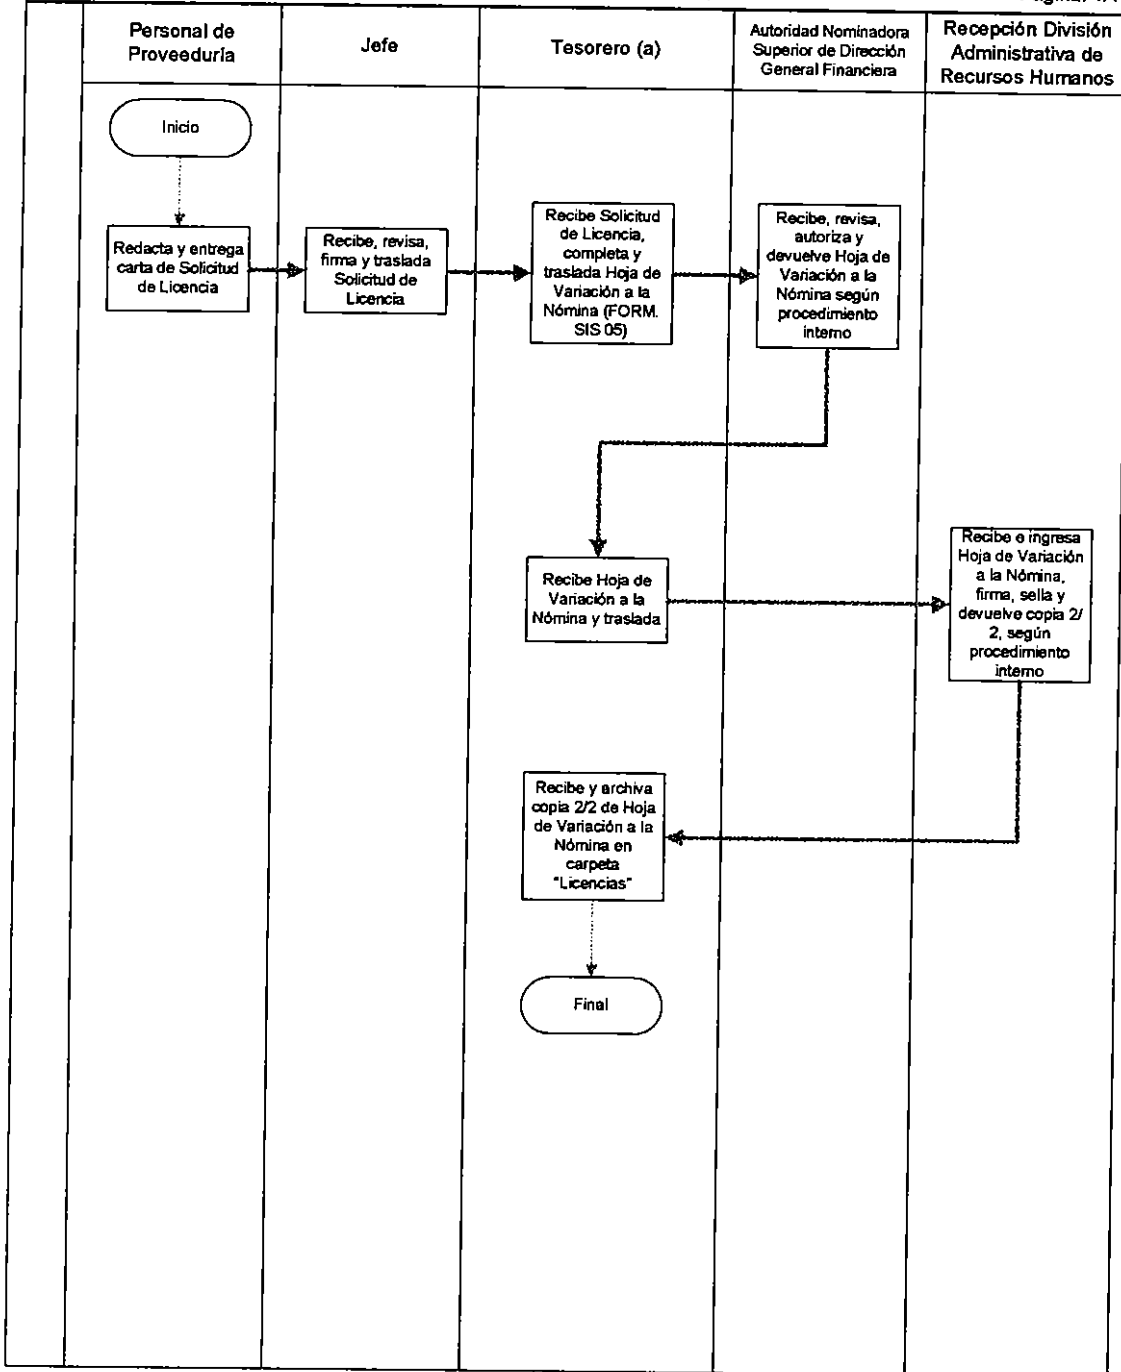 Personal de
Proveeduría
Jefe
Tesorero (a)
Autoridad Nominadora
Superior de Dirección
General Financiera
Recepción División
Administrativa de
Recursos Humanos
Inicio
Redacta y entrega
carta de Solicitud
de Licencia
Recibe, revisa,
firma y traslada
Solicitud de
Licencia
Recibe Solicitud
de Licencia,
completa y
traslada Hoja de
Variación a la
Nómina (FORM.
SIS 05)
Recibe, revisa,
autoriza y
devuelve Hoja de
Variación a la
Nómina según
procedimiento
interno
Recibe Hoja de
Variación a la
Nómina y traslada
Recibe e ingresa
Hoja de Variación
a la Nómina,
firma, sella y
devuelve copia 2/
2, según
procedimiento
interno
Recibe y archiva
copia 2/2 de Hoja
de Variación a la
Nómina en
carpeta
"Licencias"
Final